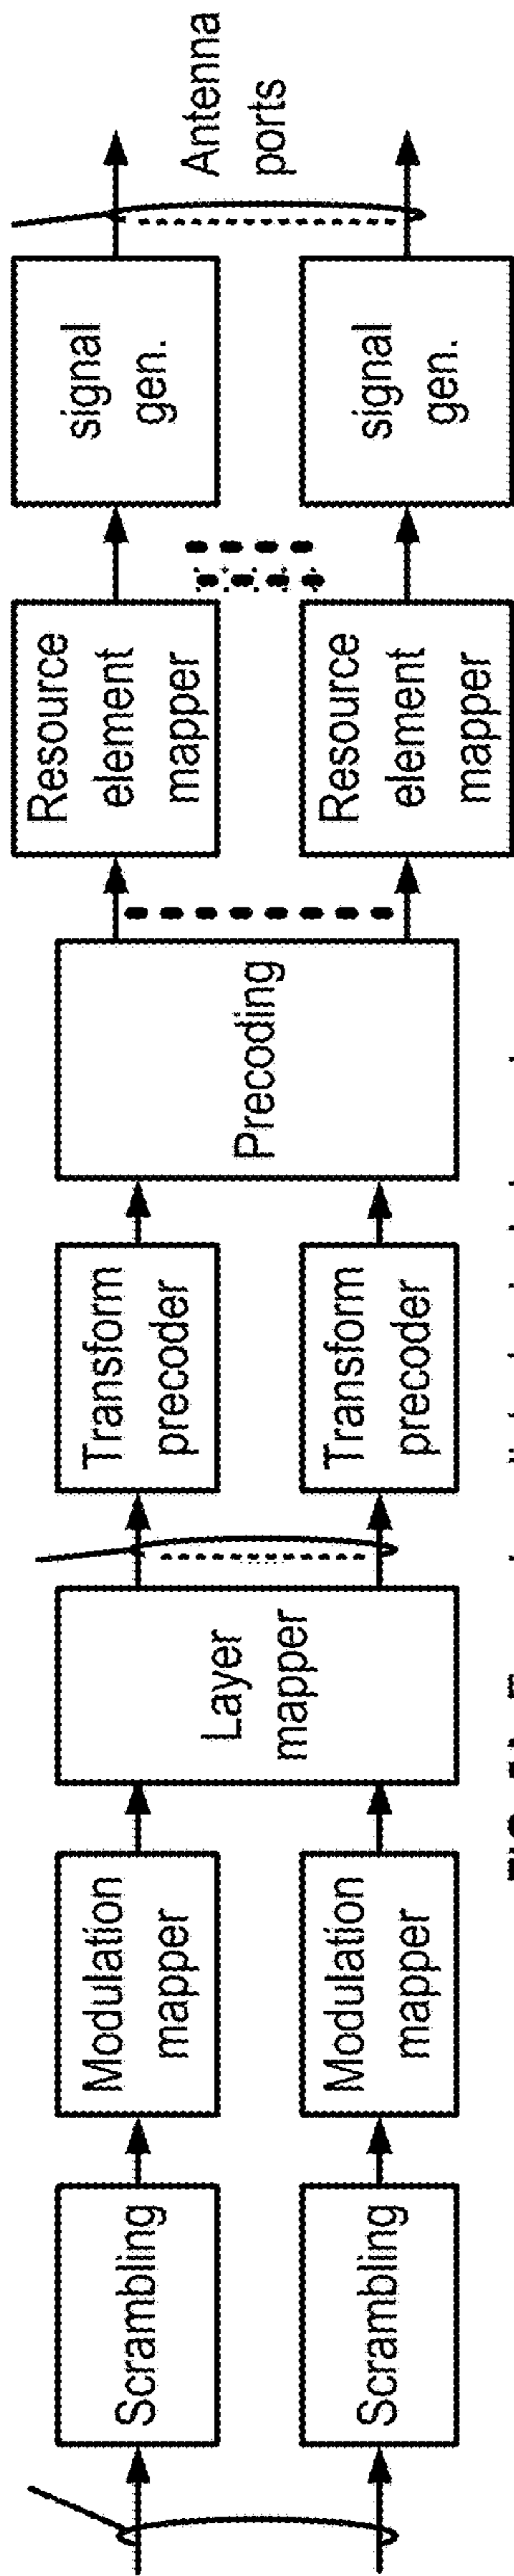 Scrambling
Modulation
mapper
Layer
mapper
Transform
precoder
Precoding
Resource
element
mapper
signal
gen.
Antenna
ports
Scrambling
Modulation
mapper
Transform
precoder
Resource
element
mapper
signal
gen.